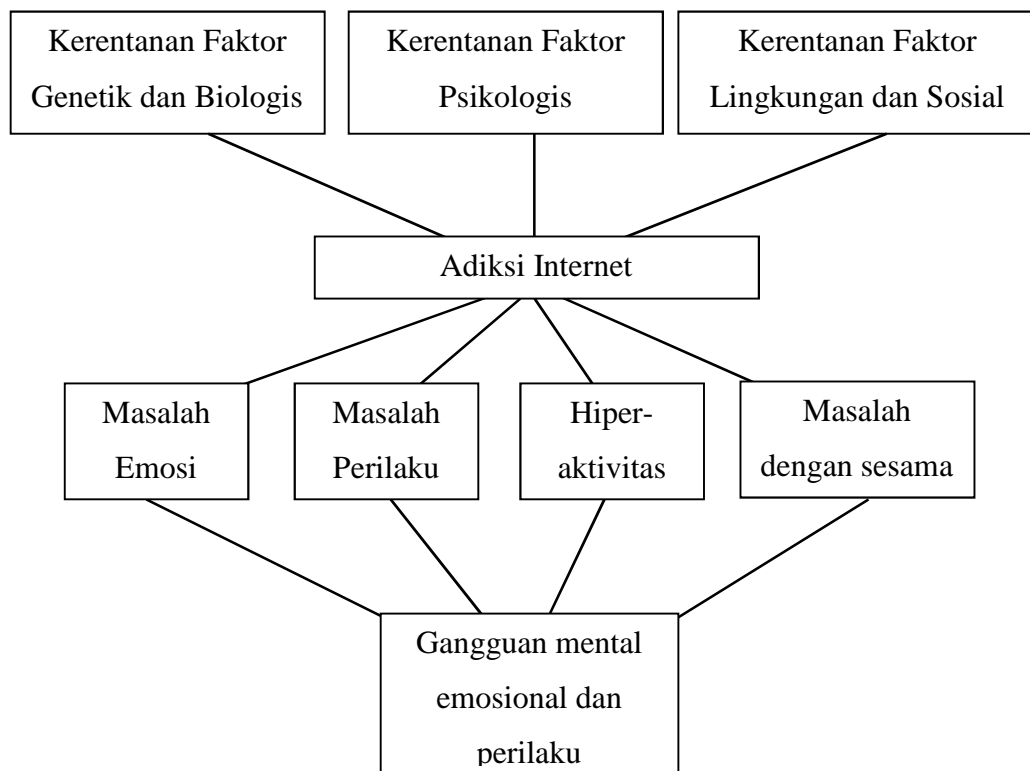 Kerentanan Faktor
Genetik dan Biologis
Kerentanan Faktor
Psikologis
Kerentanan Faktor
Lingkungan dan Sosial
Adiksi Internet
Masalah
Emosi
Masalah
Perilaku
Hiper-
aktivitas
Masalah
dengan sesama
Gangguan mental
emosional dan
perilaku